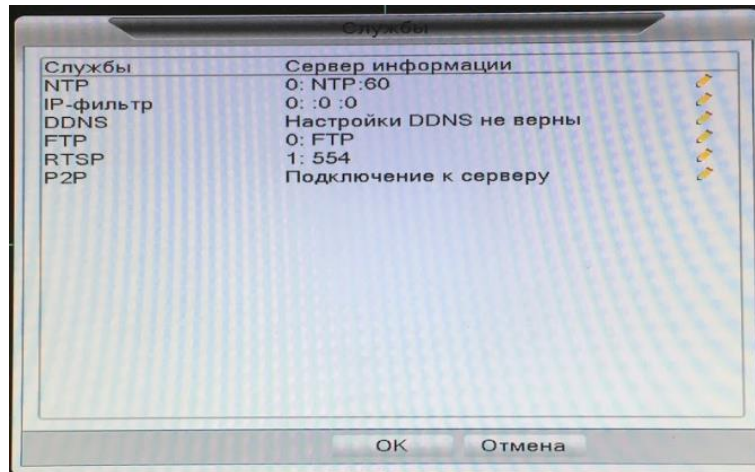 Службы
Службы Сервер информации
NTP 0: NTP:60
IP-фильтр 0: :0 :0
DDNS Настройки DDNS не верны
FTP 0: FTP
RTSP 1: 554
P2P Подключение к серверу
OK Отмена